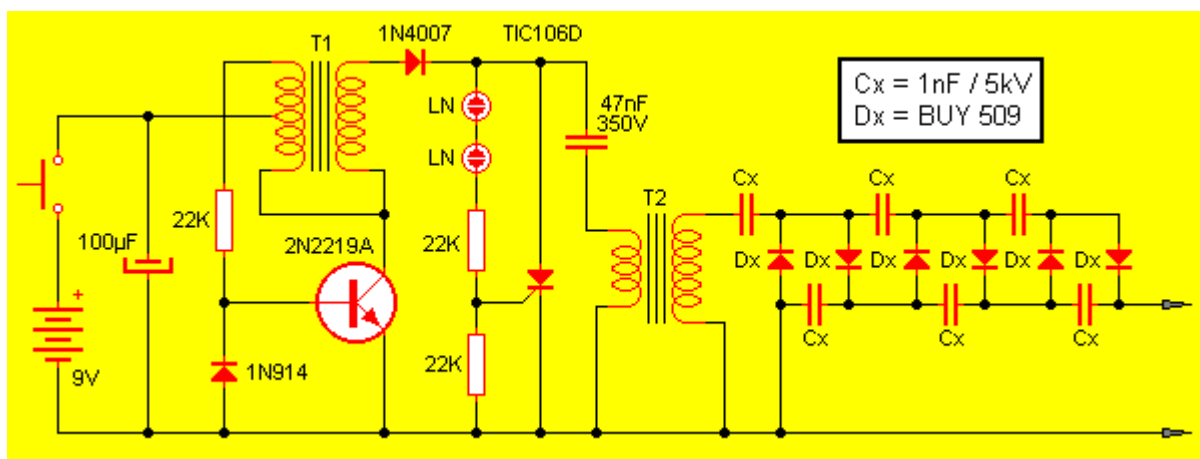 T1
1N4007
TIC106D
Cx = 1nF / 5kV
Dx = BUY 509
LN
47nF
350V
LN
Cx
Cx
Cx
T2
22K
100µF
2N2219A
22K
Dx
Dx
Dx
Dx
Dx
Dx
+
9V
1N914
22K
Cx
Cx
Cx